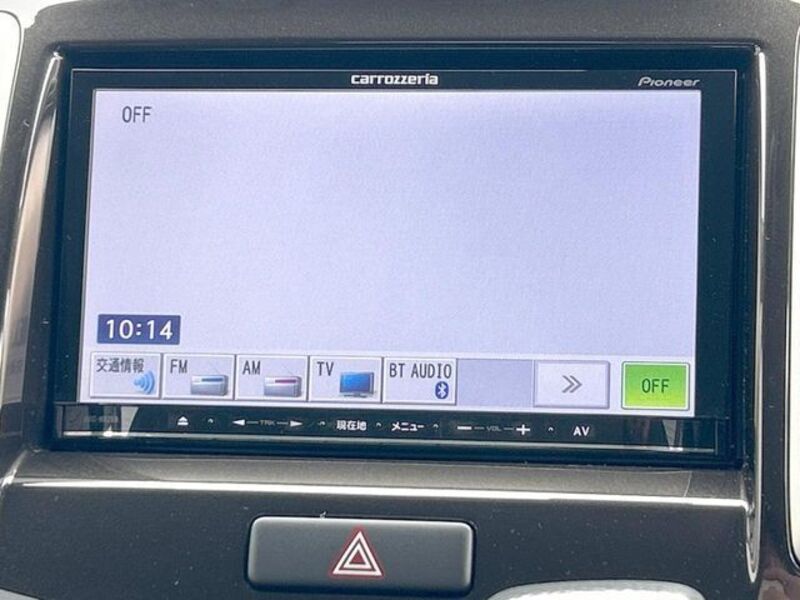 carrozzeria
Pioneer
OFF
10:14
交通情報 FM AM TV BT AUDIO OFF
TRK 現在地 メニュー VOL AV